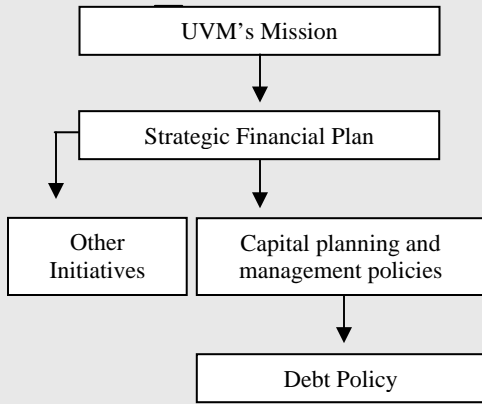 UVM’s Mission
Strategic Financial Plan
Other
Initiatives
Capital planning and
management policies
Debt Policy